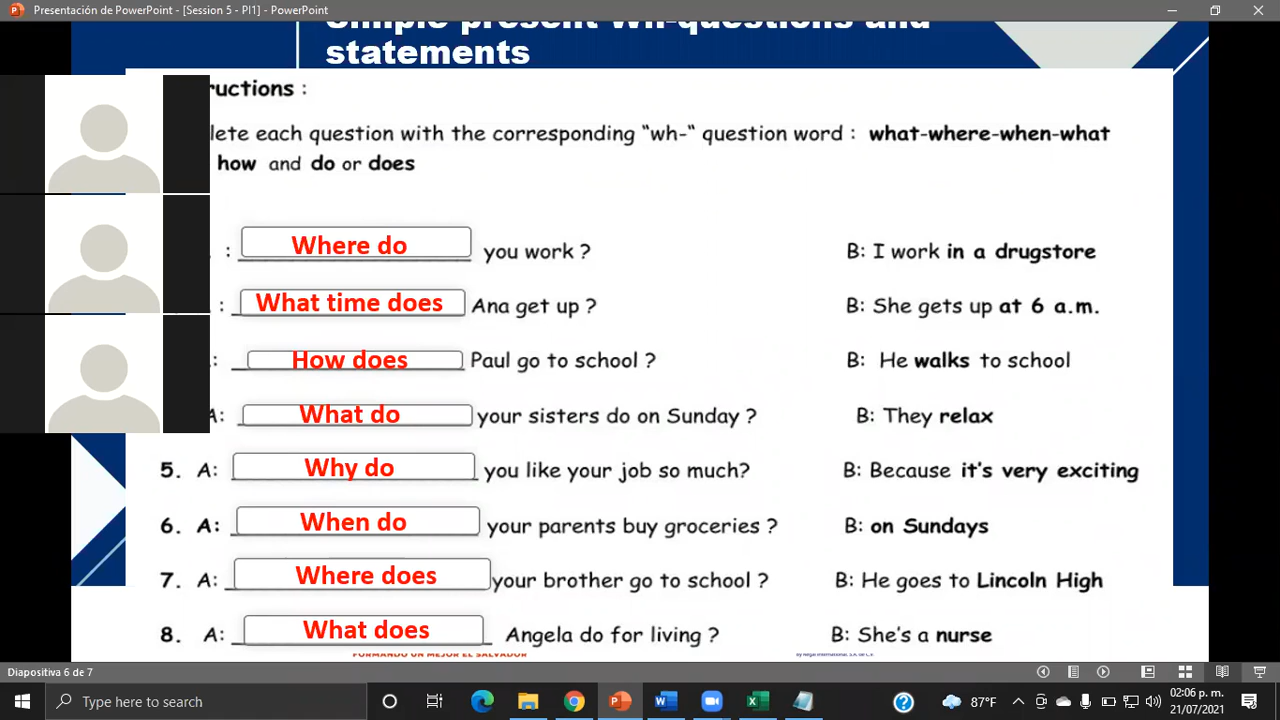 Presentación de PowerPoint - [Session 5 - PI1] - PowerPoint
Simple present Wh-questions and
statements
ructions :
lete each question with the corresponding “wh-“ question word : what-where-when-what
how and do or does
: Where do you work ? B: I work in a drugstore
: What time does Ana get up ? B: She gets up at 6 a.m.
: How does Paul go to school ? B: He walks to school
A: What do your sisters do on Sunday ? B: They relax
5. A: Why do you like your job so much? B: Because it's very exciting
6. A: When do your parents buy groceries ? B: on Sundays
7. A: Where does your brother go to school ? B: He goes to Lincoln High
8. A: What does Angela do for living ? B: She's a nurse
FORMANDO UN MEJOR EL SALVADOR
Diapositiva 6 de 7
Type here to search
87°F
02:06 p. m.
21/07/2021